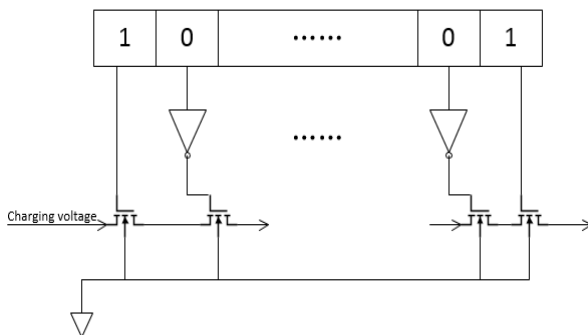 1 0 ...... 0 1
......
Charging voltage